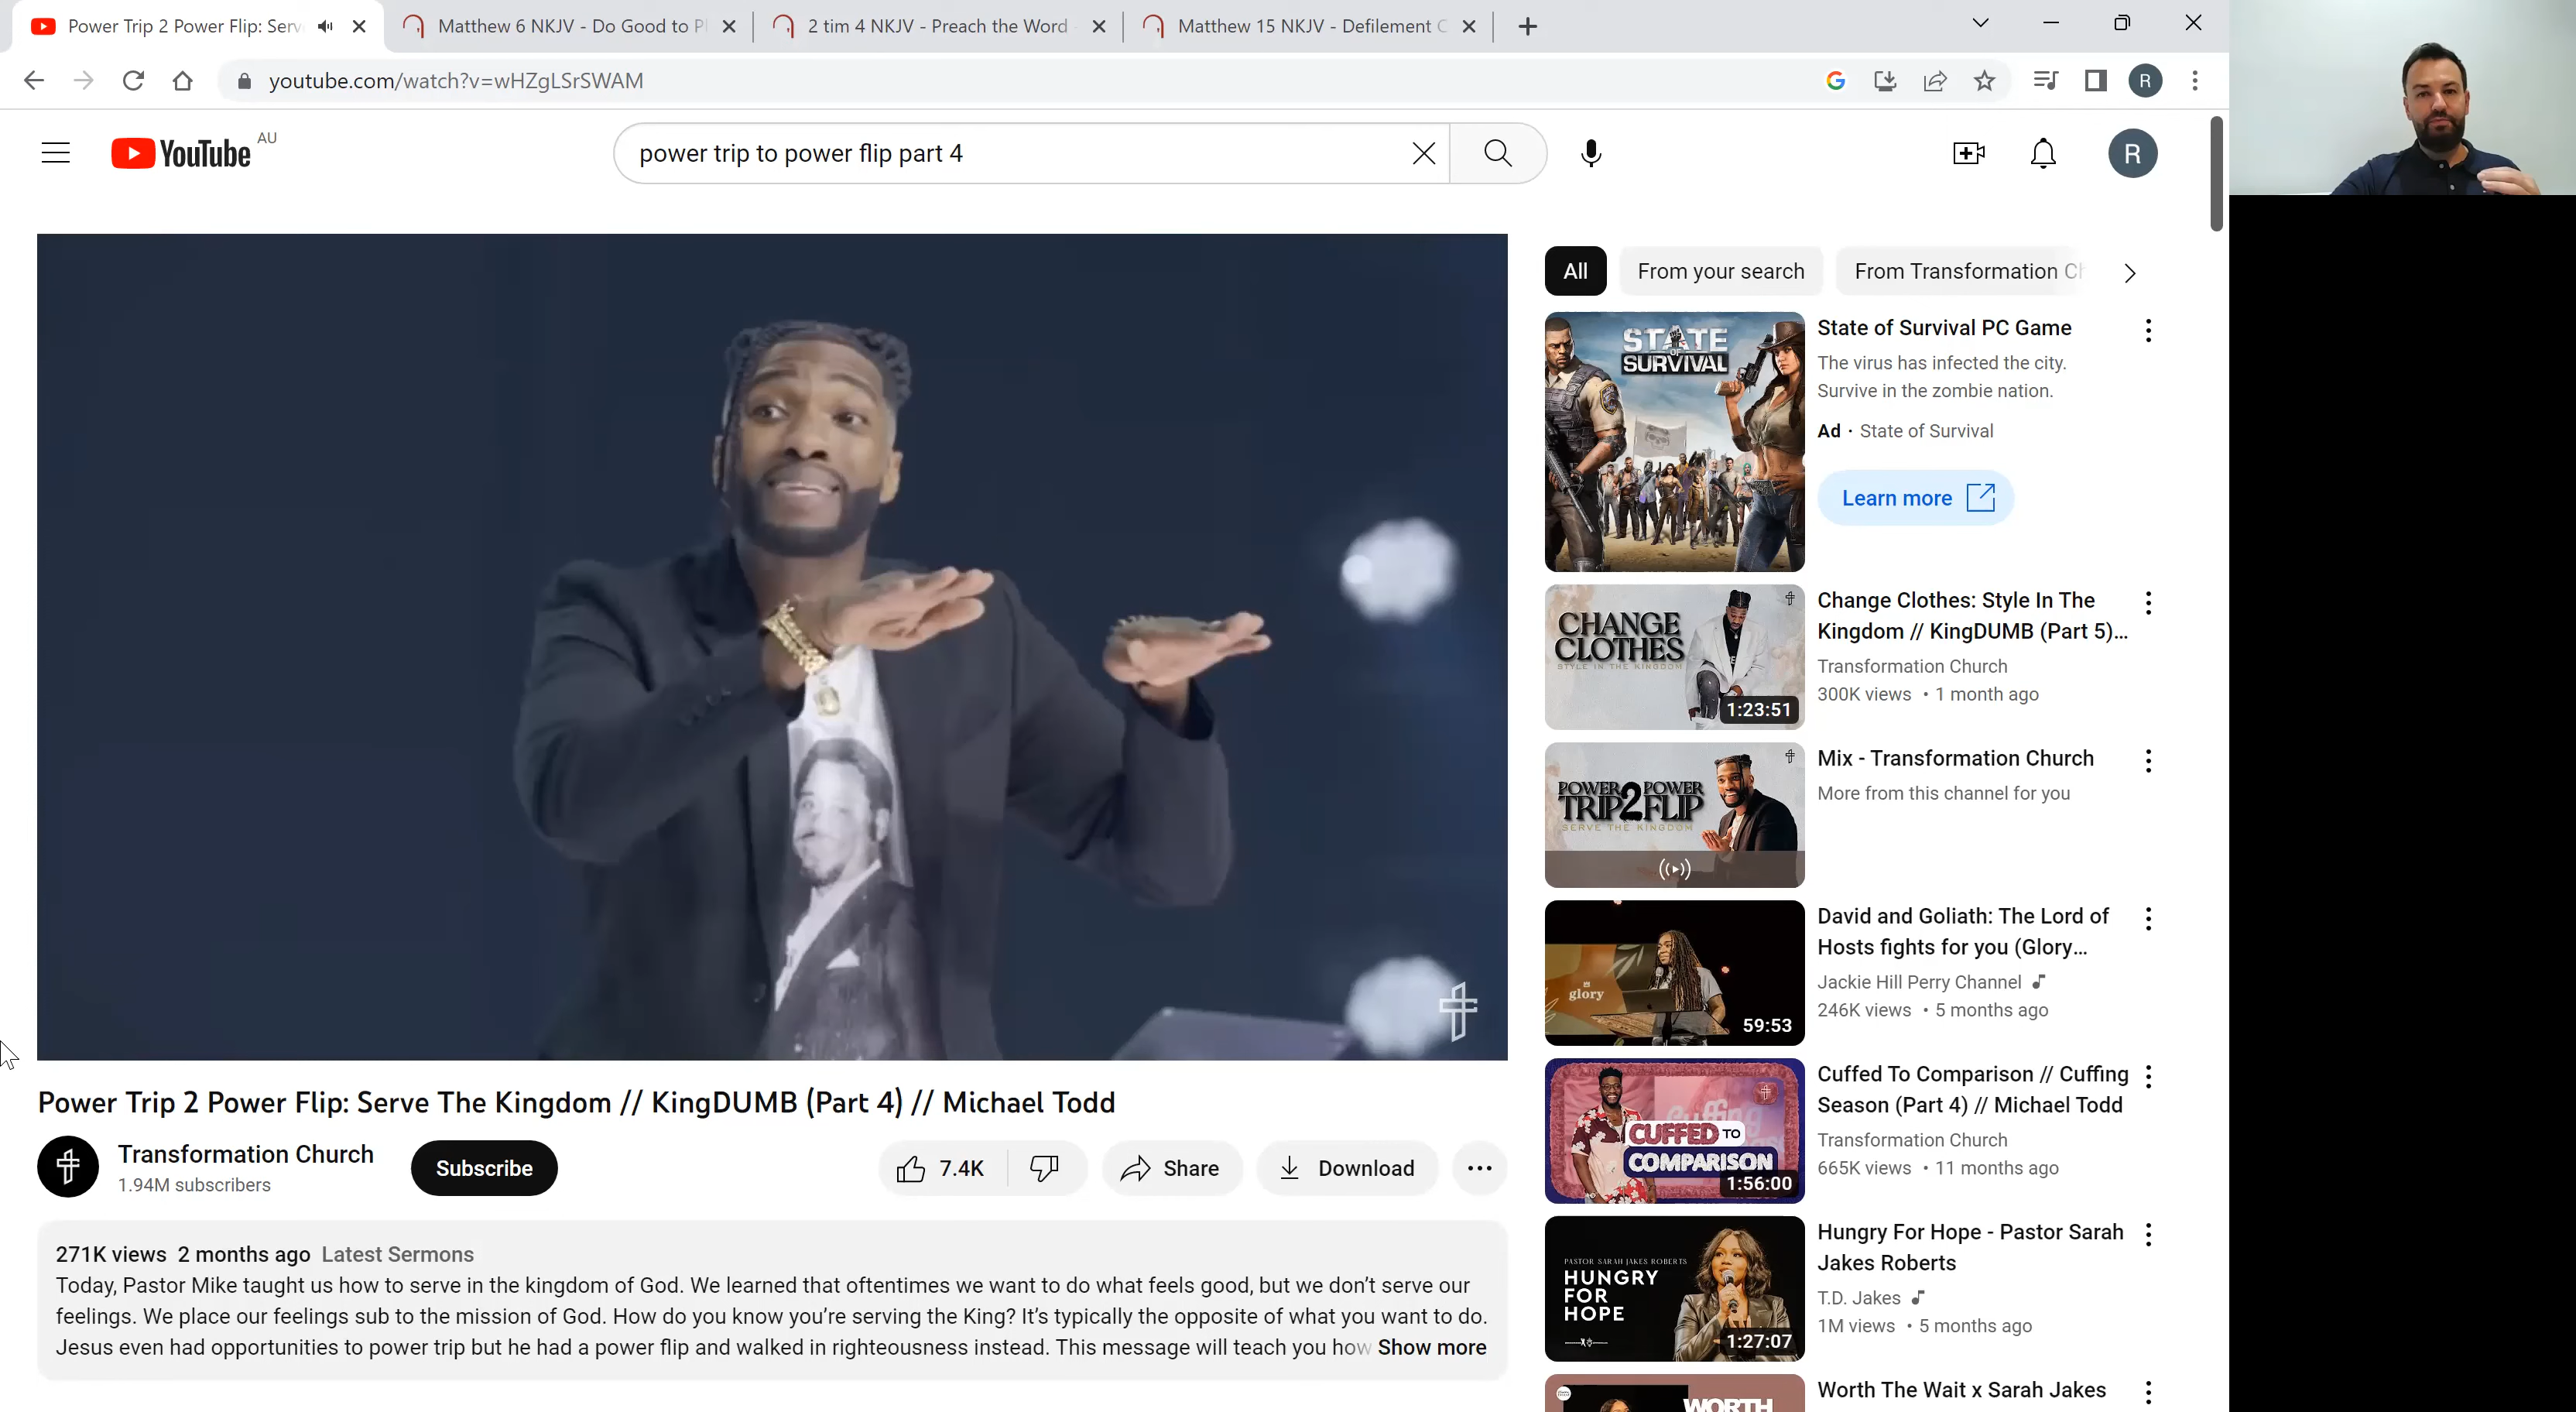 Power Trip 2 Power Flip: Serv
Matthew 6 NKJV - Do Good to Pl
2 tim 4 NKJV - Preach the Word -
Matthew 15 NKJV - Defilement C
youtube.com/watch?v=wHZgLSrSWAM
R
YouTube AU
power trip to power flip part 4
R
All
From your search
From Transformation Ch
STATE
OF
SURVIVAL
State of Survival PC Game
The virus has infected the city.
Survive in the zombie nation.
Ad · State of Survival
Learn more
CHANGE
CLOTHES
STYLE IN THE KINGDOM
1:23:51
Change Clothes: Style In The
Kingdom // KingDUMB (Part 5)...
Transformation Church
300K views • 1 month ago
POWER 2 POWER
TRIP FLIP
SERVE THE KINGDOM
Mix - Transformation Church
More from this channel for you
glory
59:53
David and Goliath: The Lord of
Hosts fights for you (Glory...
Jackie Hill Perry Channel
246K views • 5 months ago
CUFFED TO
COMPARISON
1:56:00
Cuffed To Comparison // Cuffing
Season (Part 4) // Michael Todd
Transformation Church
665K views • 11 months ago
PASTOR SARAH JAKES ROBERTS
HUNGRY
FOR
HOPE
1:27:07
Hungry For Hope - Pastor Sarah
Jakes Roberts
T.D. Jakes
1M views • 5 months ago
WORTH
Worth The Wait x Sarah Jakes
Power Trip 2 Power Flip: Serve The Kingdom // KingDUMB (Part 4) // Michael Todd
Transformation Church
1.94M subscribers
Subscribe
7.4K
Share
Download
271K views 2 months ago Latest Sermons
Today, Pastor Mike taught us how to serve in the kingdom of God. We learned that oftentimes we want to do what feels good, but we don't serve our
feelings. We place our feelings sub to the mission of God. How do you know you're serving the King? It's typically the opposite of what you want to do.
Jesus even had opportunities to power trip but he had a power flip and walked in righteousness instead. This message will teach you how Show more